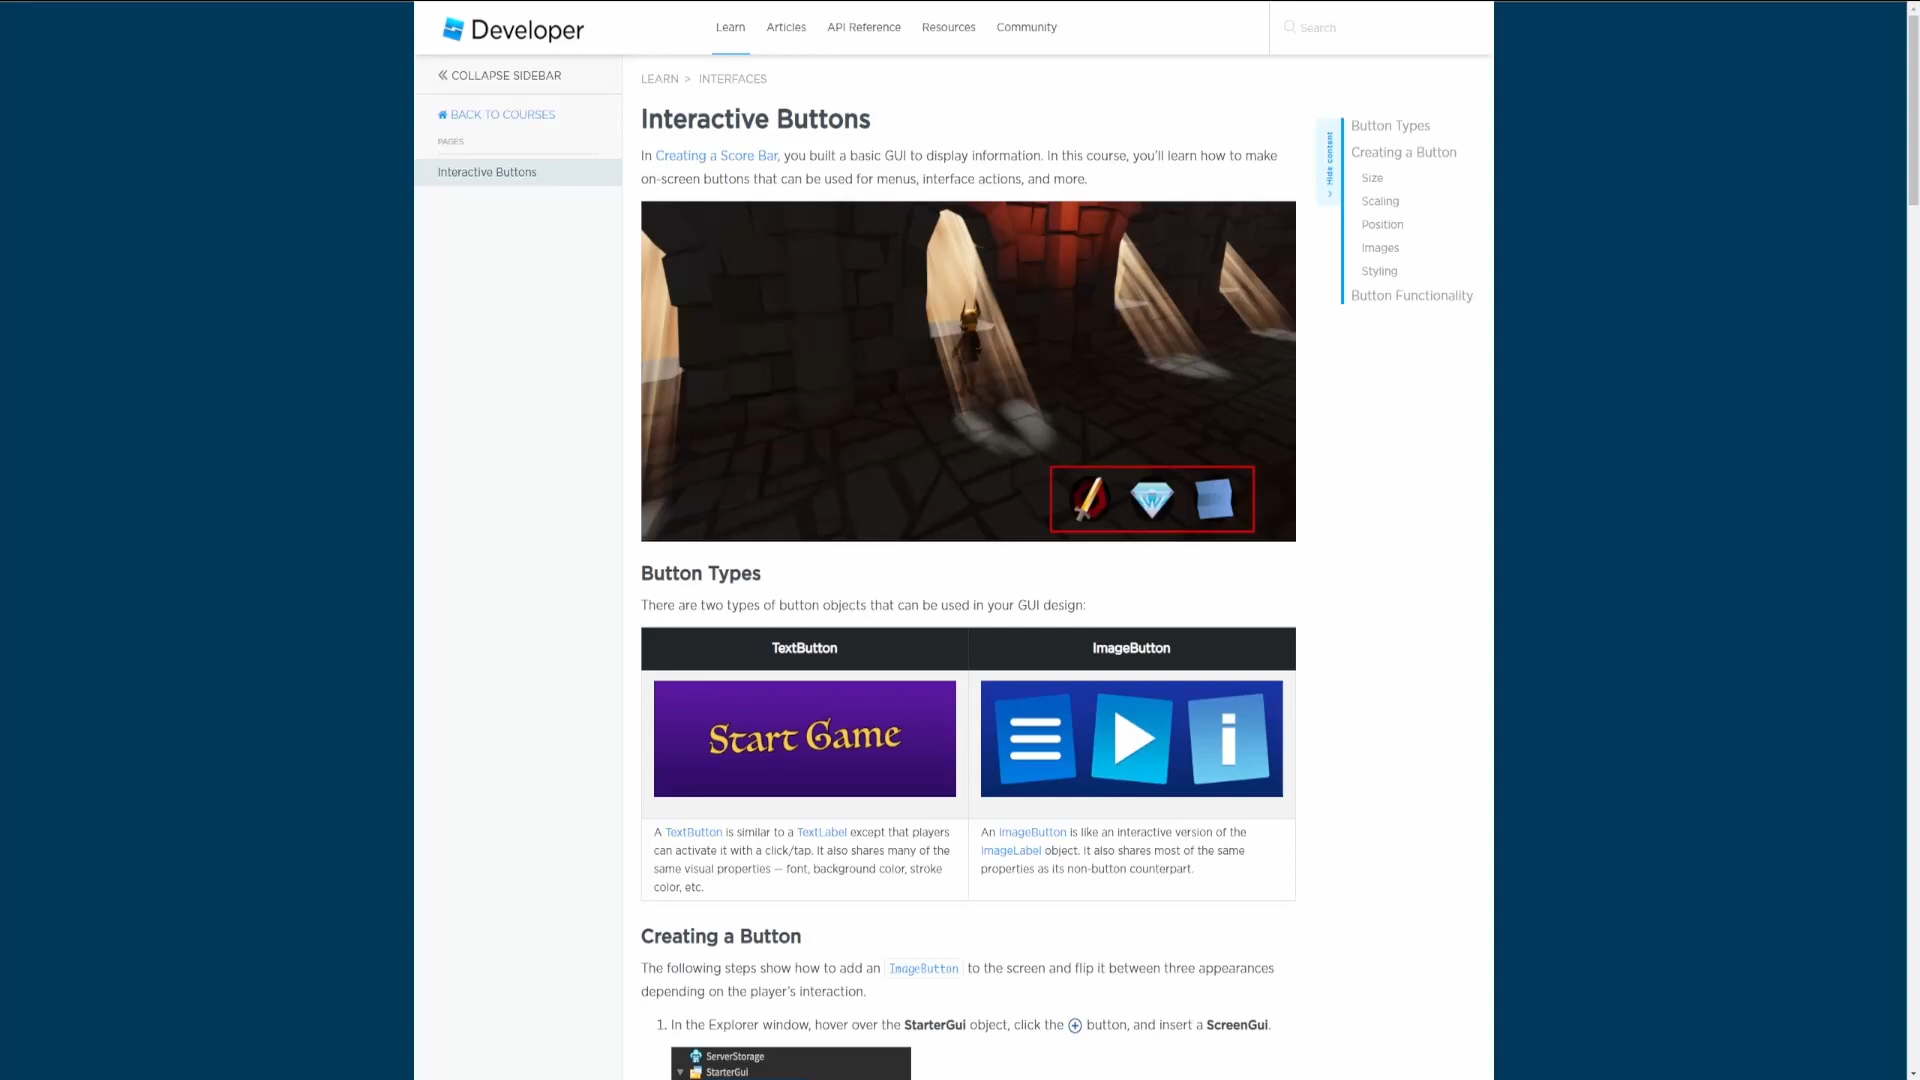 Developer
Learn
Articles
API Reference
Resources
Community
Search
COLLAPSE SIDEBAR
BACK TO COURSES
PAGES
Interactive Buttons
LEARN > INTERFACES
Interactive Buttons
In Creating a Score Bar, you built a basic GUI to display information. In this course, you'll learn how to make
on-screen buttons that can be used for menus, interface actions, and more.
Hide content
Button Types
Creating a Button
Size
Scaling
Position
Images
Styling
Button Functionality
Button Types
There are two types of button objects that can be used in your GUI design:
TextButton
ImageButton
Start Game
A TextButton is similar to a TextLabel except that players
can activate it with a click/tap. It also shares many of the
same visual properties — font, background color, stroke
color, etc.
An ImageButton is like an interactive version of the
ImageLabel object. It also shares most of the same
properties as its non-button counterpart.
Creating a Button
The following steps show how to add an ImageButton to the screen and flip it between three appearances
depending on the player's interaction.
1. In the Explorer window, hover over the StarterGui object, click the button, and insert a ScreenGui.
ServerStorage
StarterGui